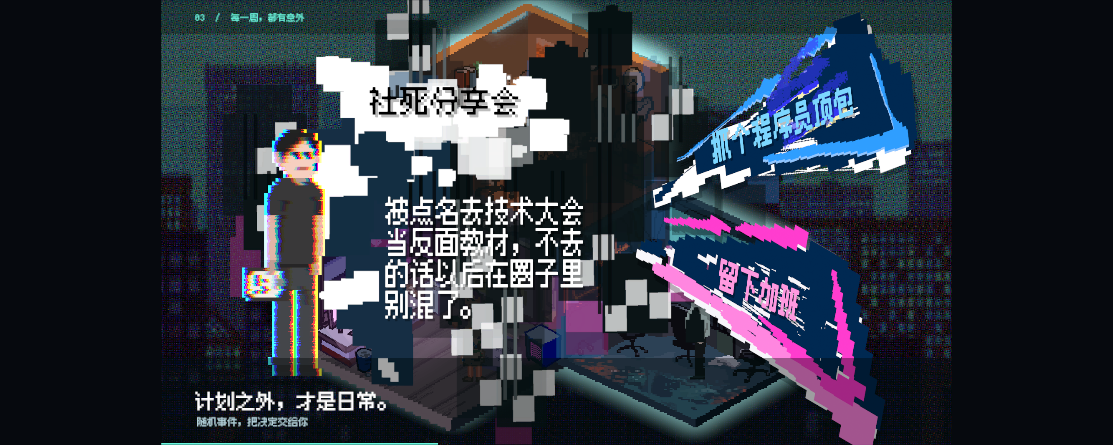 03 / 每一周，都有意外
社死分享会
抓个程序员顶包
被点名去技术大会
当反面教材，不去
的话以后在圈子里
别混了。
留下加班
计划之外，才是日常。
随机事件，把决定交给你